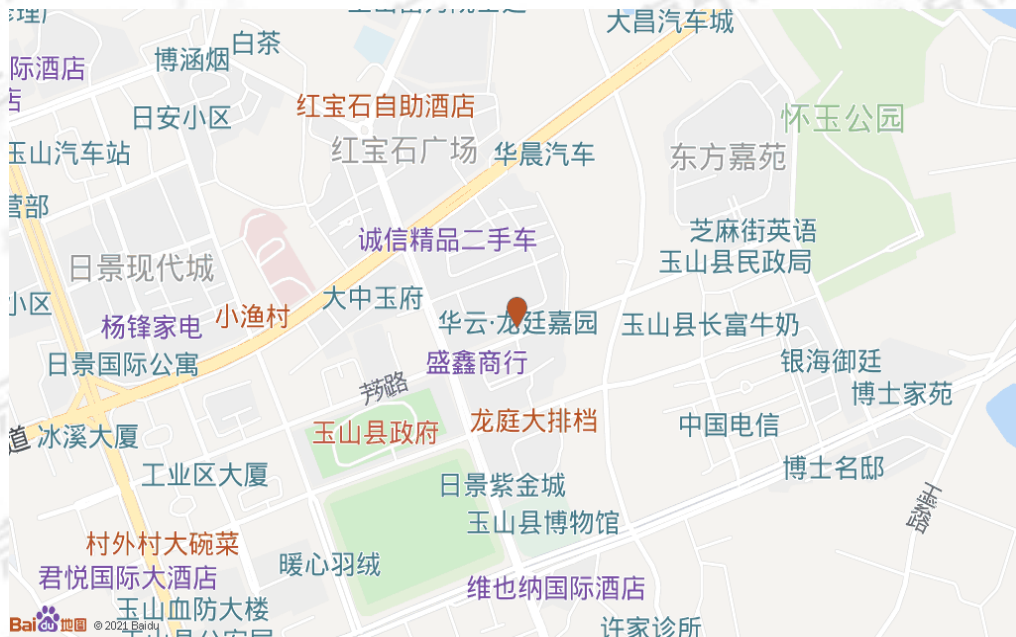 大昌汽车城
白茶
博涵烟
际酒店
店
红宝石自助酒店
日安小区
怀玉公园
玉山汽车站
红宝石广场
华晨汽车
东方嘉苑
营部
芝麻街英语
诚信精品二手车
玉山县民政局
日景现代城
大中玉府
小区
小渔村
杨锋家电
华云·龙廷嘉园
玉山县长富牛奶
日景国际公寓
盛鑫商行
银海御廷
博士家苑
龙庭大排档
中国电信
玉山县政府
道
冰溪大厦
工业区大厦
博士名邸
日景紫金城
玉山县博物馆
村外村大碗菜
暖心羽绒
君悦国际大酒店
维也纳国际酒店
玉山血防大楼
许家诊所
Bai du 地图 © 2021 Baidu